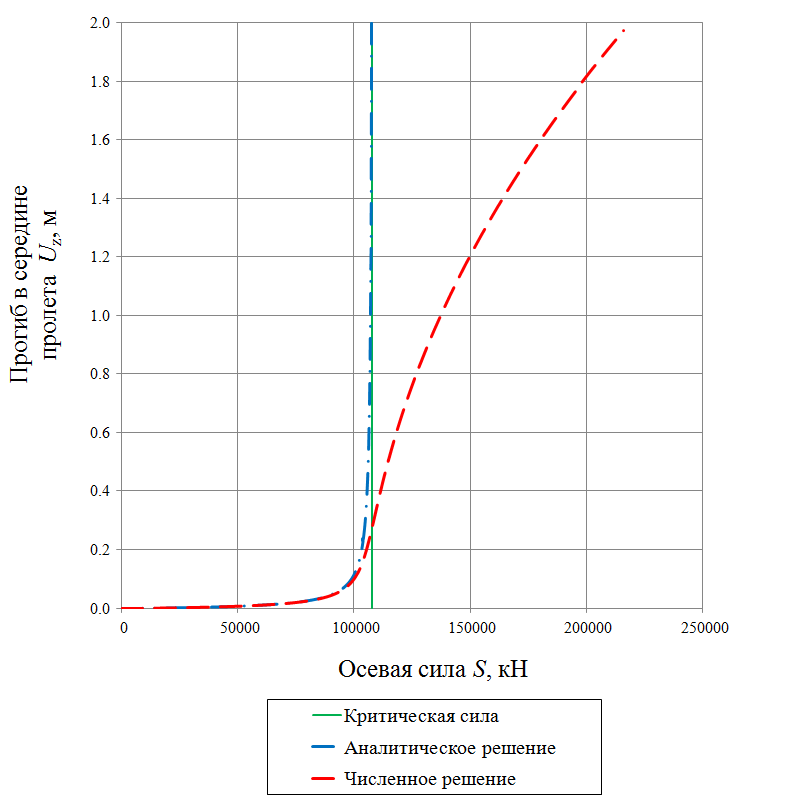 2.0
1.8
1.6
1.4
1.2
1.0
0.8
0.6
0.4
0.2
0.0
Прогиб в середине
пролета Uz, м
0 50000 100000 150000 200000 250000
Осевая сила S, кН
Критическая сила
Аналитическое решение
Численное решение